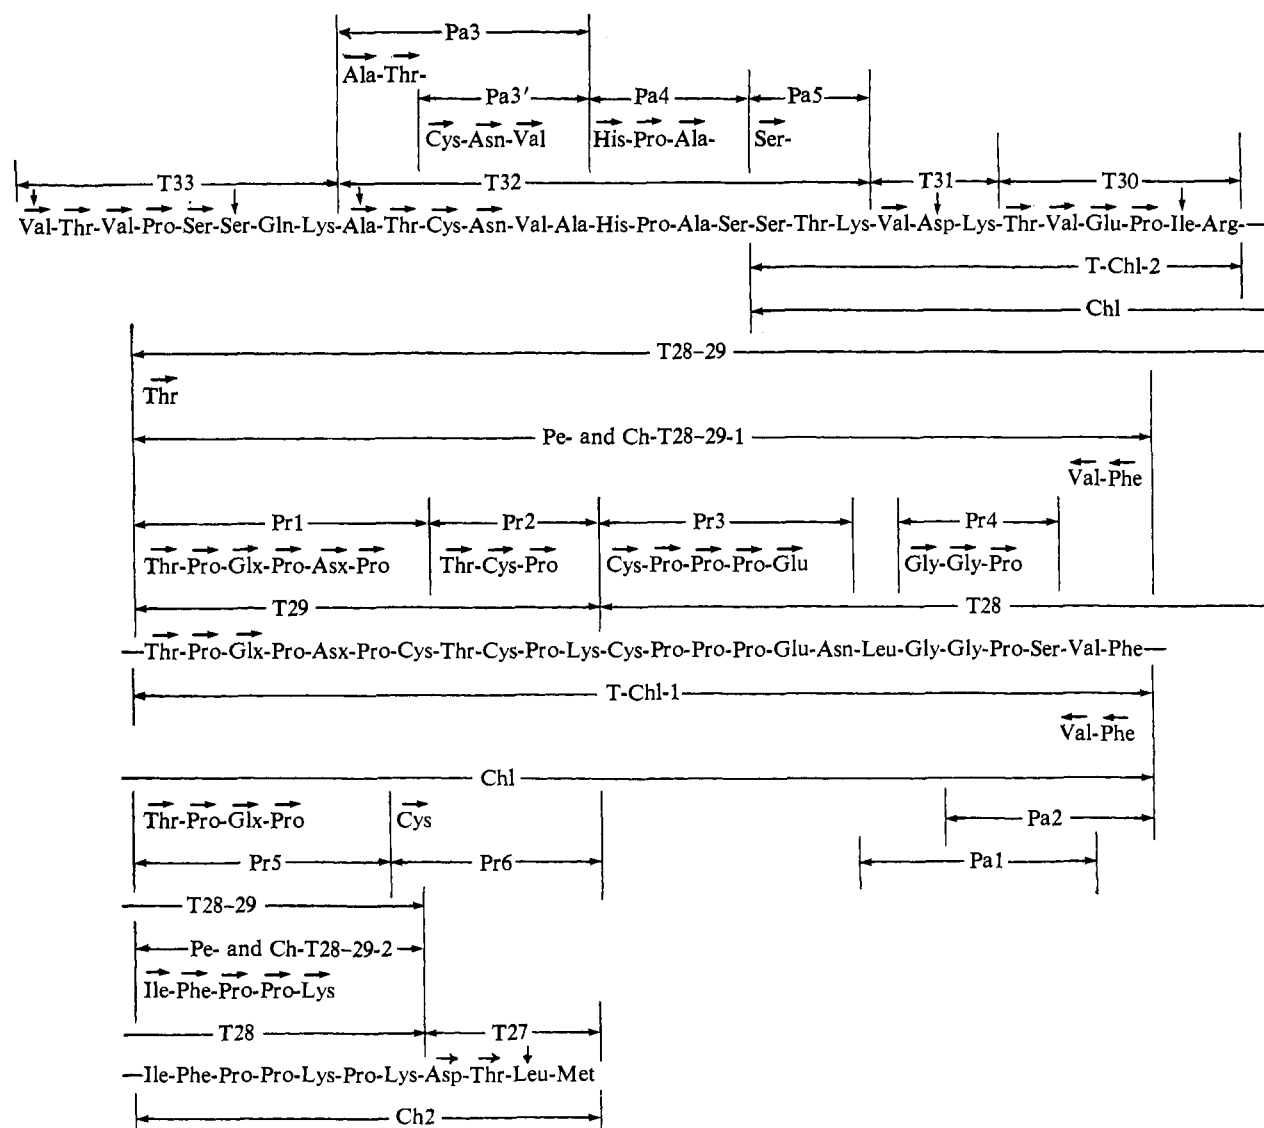 Pa3
Ala-Thr-
Pa3′ Pa4 Pa5
Cys-Asn-Val His-Pro-Ala- Ser-
T33 T32 T31 T30
Val-Thr-Val-Pro-Ser-Ser-Gln-Lys-Ala-Thr-Cys-Asn-Val-Ala-His-Pro-Ala-Ser-Ser-Thr-Lys-Val-Asp-Lys-Thr-Val-Glu-Pro-Ile-Arg-
T-Chl-2
Chl
T28-29
Thr
Pe- and Ch-T28-29-1
Val-Phe
Pr1 Pr2 Pr3 Pr4
Thr-Pro-Glx-Pro-Asx-Pro Thr-Cys-Pro Cys-Pro-Pro-Pro-Glu Gly-Gly-Pro
T29 T28
Thr-Pro-Glx-Pro-Asx-Pro-Cys-Thr-Cys-Pro-Lys-Cys-Pro-Pro-Pro-Glu-Asn-Leu-Gly-Gly-Pro-Ser-Val-Phe
T-Chl-1
Val-Phe
Chl
Thr-Pro-Glx-Pro Cys
Pa2
Pr5 Pr6 Pa1
T28-29
Pe- and Ch-T28-29-2
Ile-Phe-Pro-Pro-Lys
T28 T27
Ile-Phe-Pro-Pro-Lys-Pro-Lys-Asp-Thr-Leu-Met
Ch2